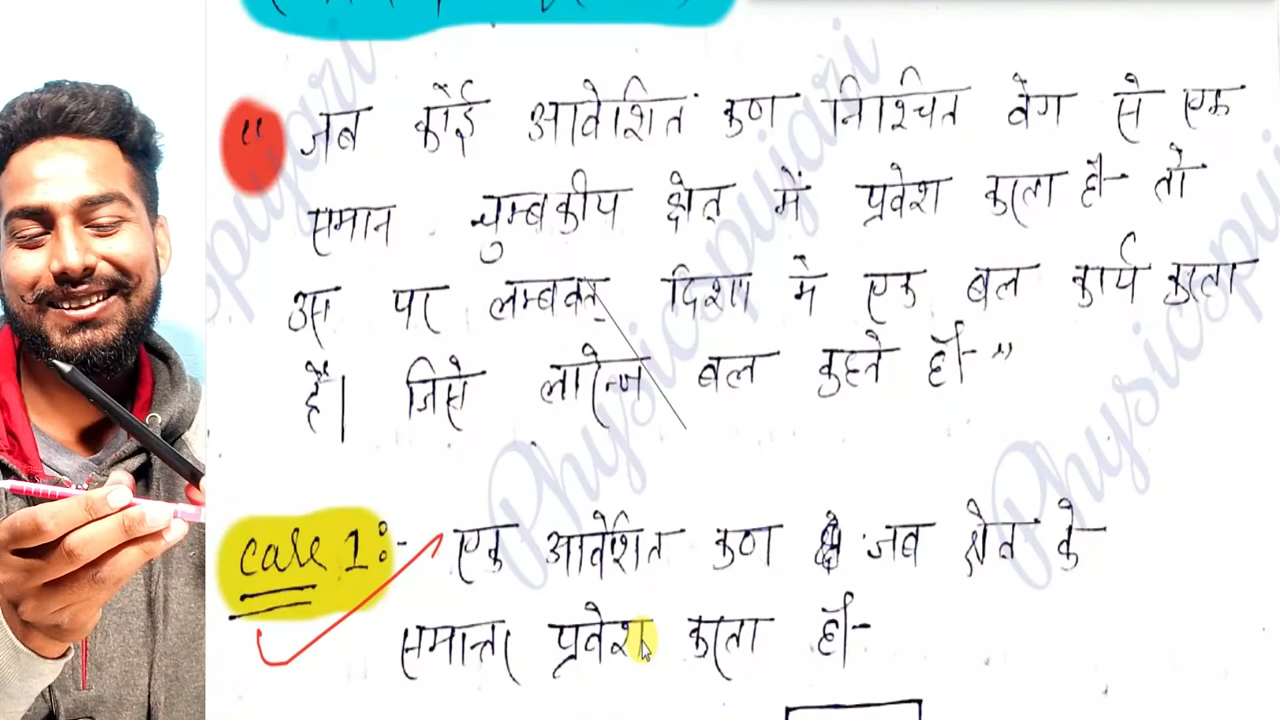 “ जब कोई आवेशित कण निश्चित वेग से एक
समान चुम्बकीय क्षेत्र में प्रवेश करता है- तो
उस पर लम्बवत् दिशा में एक बल कार्य करता
है। जिसे लारेन्ज बल कहते है- ”
Case 1:- एक आवेशित कण जब क्षेत्र के
समान्तर प्रवेश करता है-
Physicspujari